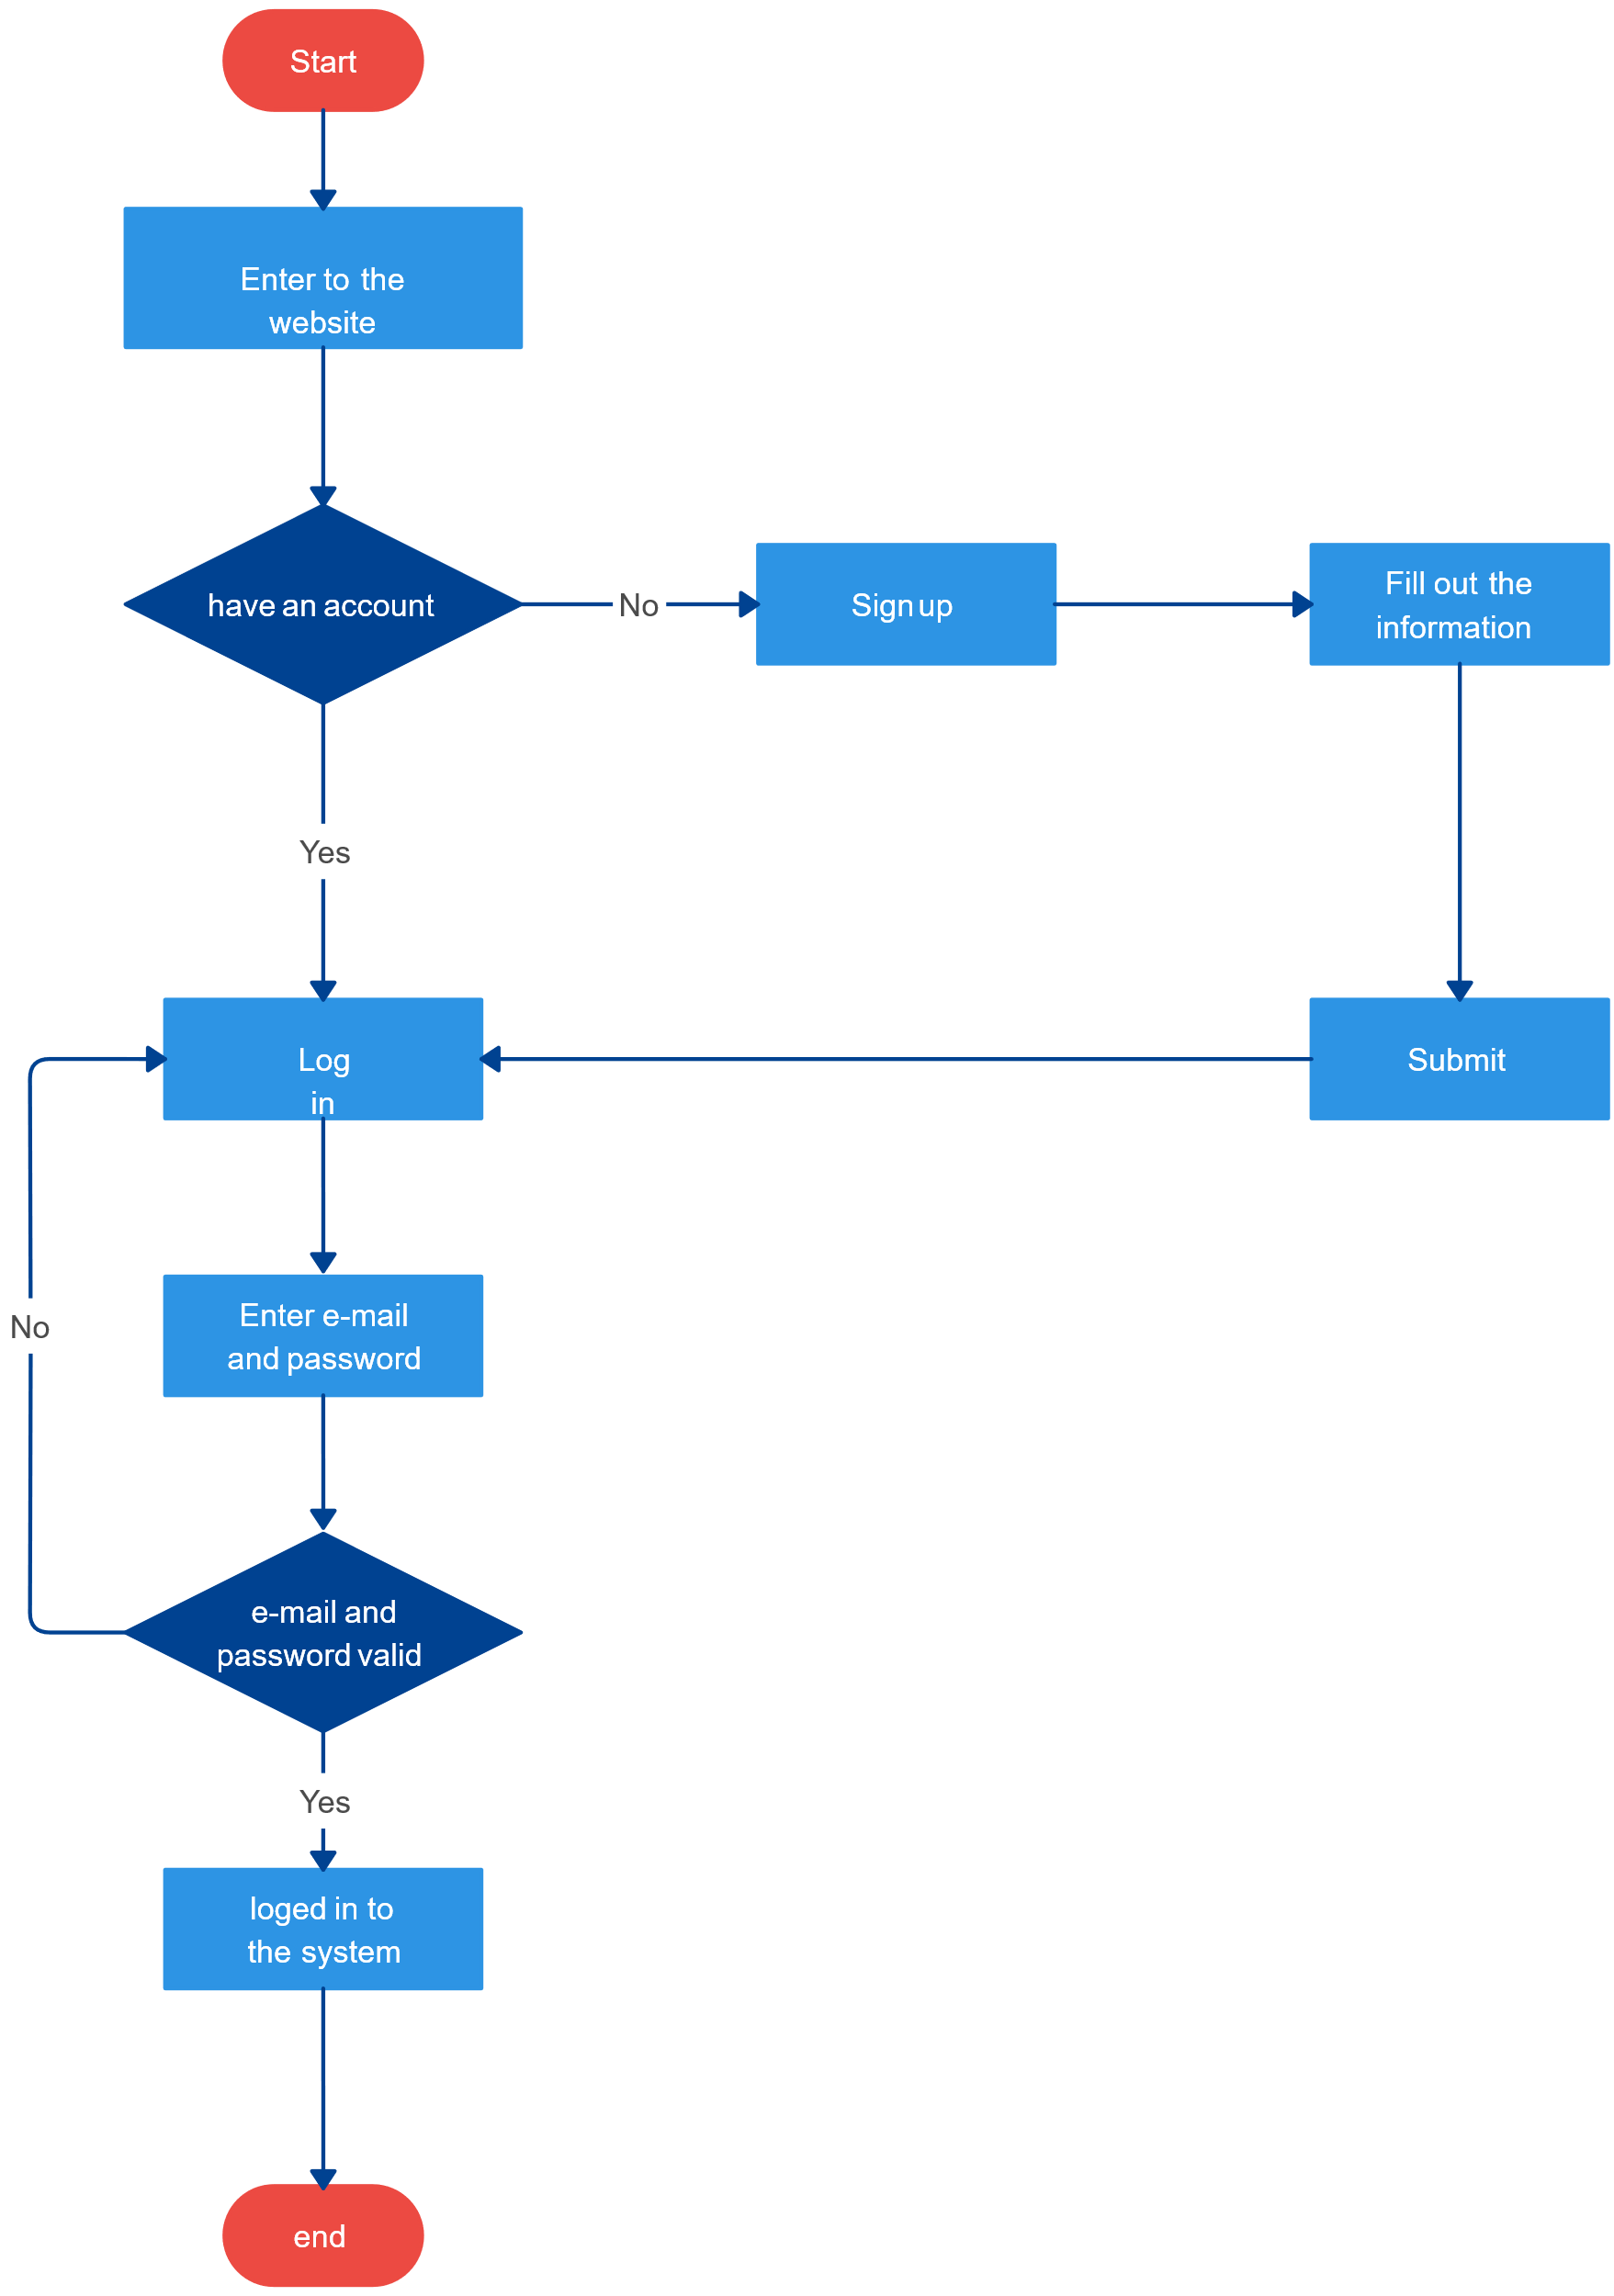 Start
Enter to the
website
have an account
No
Sign up
Fill out the
information
Yes
Log
in
Submit
Enter e-mail
and password
No
e-mail and
password valid
Yes
loged in to
the system
end